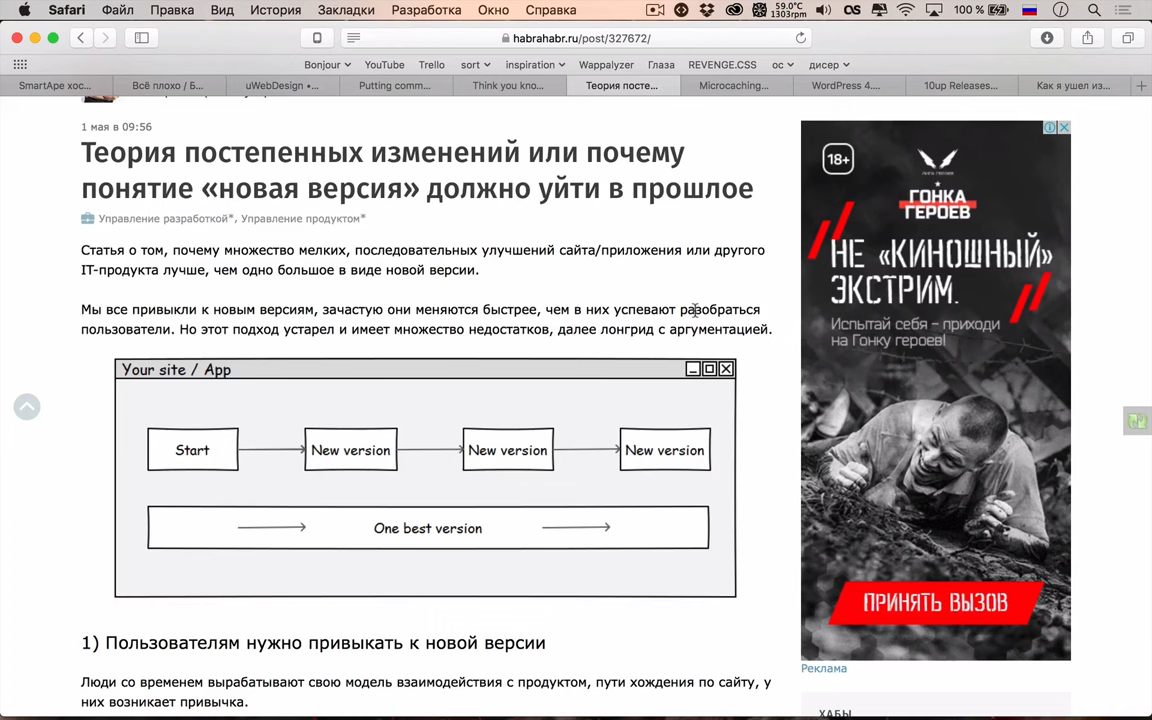 Safari Файл Правка Вид История Закладки Разработка Окно Справка 59.0°C 1303rpm 100 %
habrahabr.ru/post/327672/
Bonjour YouTube Trello sort inspiration Wappalyzer Глаза REVENGE.CSS ос дисер
SmartApe хос... Всё плохо / Б... uWebDesign •... Putting comm... Think you kno... Теория посте... Microcaching... WordPress 4.... 10up Releases... Как я ушел из...
1 мая в 09:56
Теория постепенных изменений или почему
понятие «новая версия» должно уйти в прошлое
Управление разработкой*, Управление продуктом*
Статья о том, почему множество мелких, последовательных улучшений сайта/приложения или другого
IT-продукта лучше, чем одно большое в виде новой версии.
Мы все привыкли к новым версиям, зачастую они меняются быстрее, чем в них успевают разобраться
пользователи. Но этот подход устарел и имеет множество недостатков, далее лонгрид с аргументацией.
Your site / App
Start New version New version New version
One best version
1) Пользователям нужно привыкать к новой версии
Люди со временем вырабатывают свою модель взаимодействия с продуктом, пути хождения по сайту, у
них возникает привычка.
18+
ГОНКА
ГЕРОЕВ
НЕ «КИНОШНЫЙ»
ЭКСТРИМ.
Испытай себя – приходи
на Гонку героев!
ПРИНЯТЬ ВЫЗОВ
Реклама
ХАБЫ